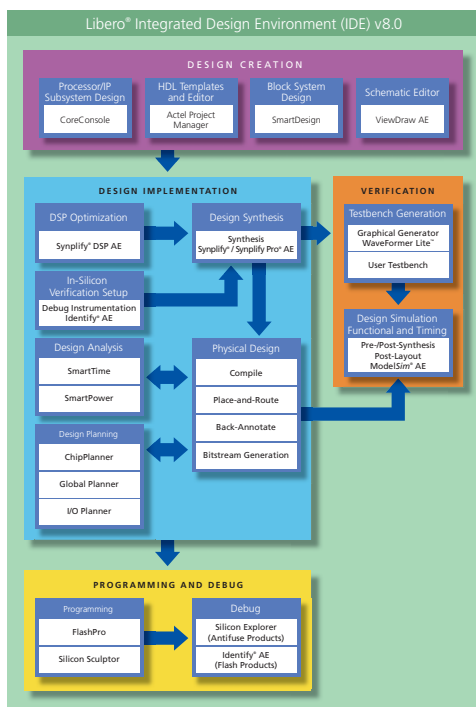 Libero® Integrated Design Environment (IDE) v8.0
DESIGN CREATION
Processor/IP
Subsystem Design
CoreConsole
HDL Templates
and Editor
Actel Project
Manager
Block System
Design
SmartDesign
Schematic Editor
ViewDraw AE
DESIGN IMPLEMENTATION
DSP Optimization
Synplify® DSP AE
Design Synthesis
Synthesis
Synplify® / Synplify Pro® AE
In-Silicon
Verification Setup
Debug Instrumentation
Identify® AE
Design Analysis
SmartTime
SmartPower
Physical Design
Compile
Place-and-Route
Back-Annotate
Bitstream Generation
Design Planning
ChipPlanner
Global Planner
I/O Planner
VERIFICATION
Testbench Generation
Graphical Generator
WaveFormer Lite™
User Testbench
Design Simulation
Functional and Timing
Pre-/Post-Synthesis
Post-Layout
ModelSim® AE
PROGRAMMING AND DEBUG
Programming
FlashPro
Silicon Sculptor
Debug
Silicon Explorer
(Antifuse Products)
Identify® AE
(Flash Products)